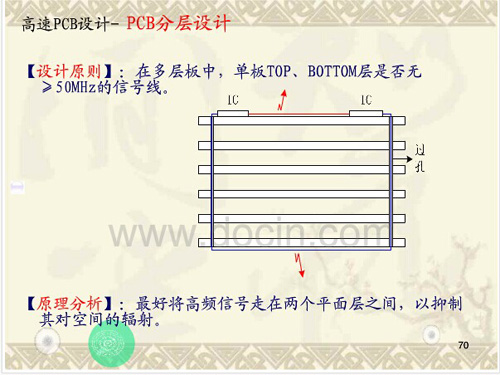 高速PCB设计- PCB分层设计
【设计原则】：在多层板中，单板TOP、BOTTOM层是否无
≥50MHz的信号线。
IC IC
过
孔
www.docin.com
【原理分析】：最好将高频信号走在两个平面层之间，以抑制
其对空间的辐射。
70